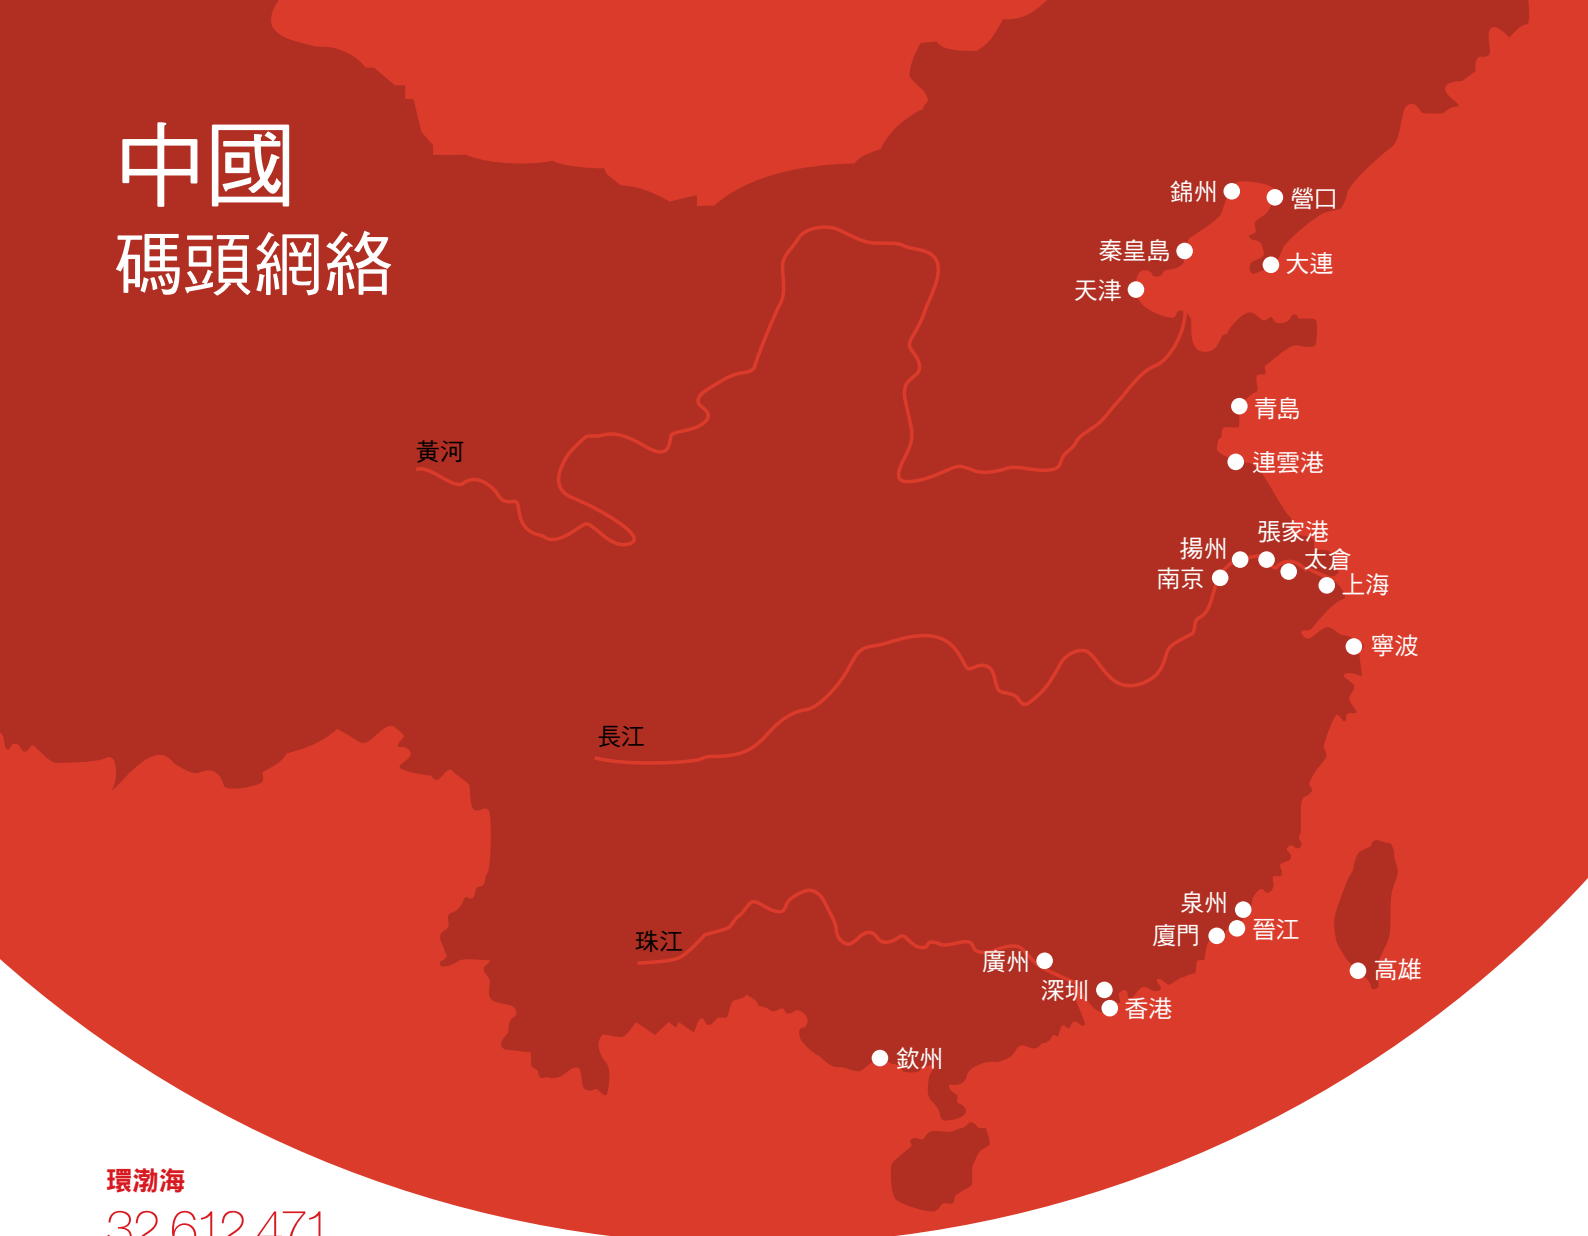 中國
碼頭網絡
錦州
營口
秦皇島
大連
天津
青島
黃河
連雲港
張家港
揚州
太倉
南京
上海
寧波
長江
泉州
晉江
廈門
珠江
廣州
高雄
深圳
香港
欽州
環渤海
32,612,471